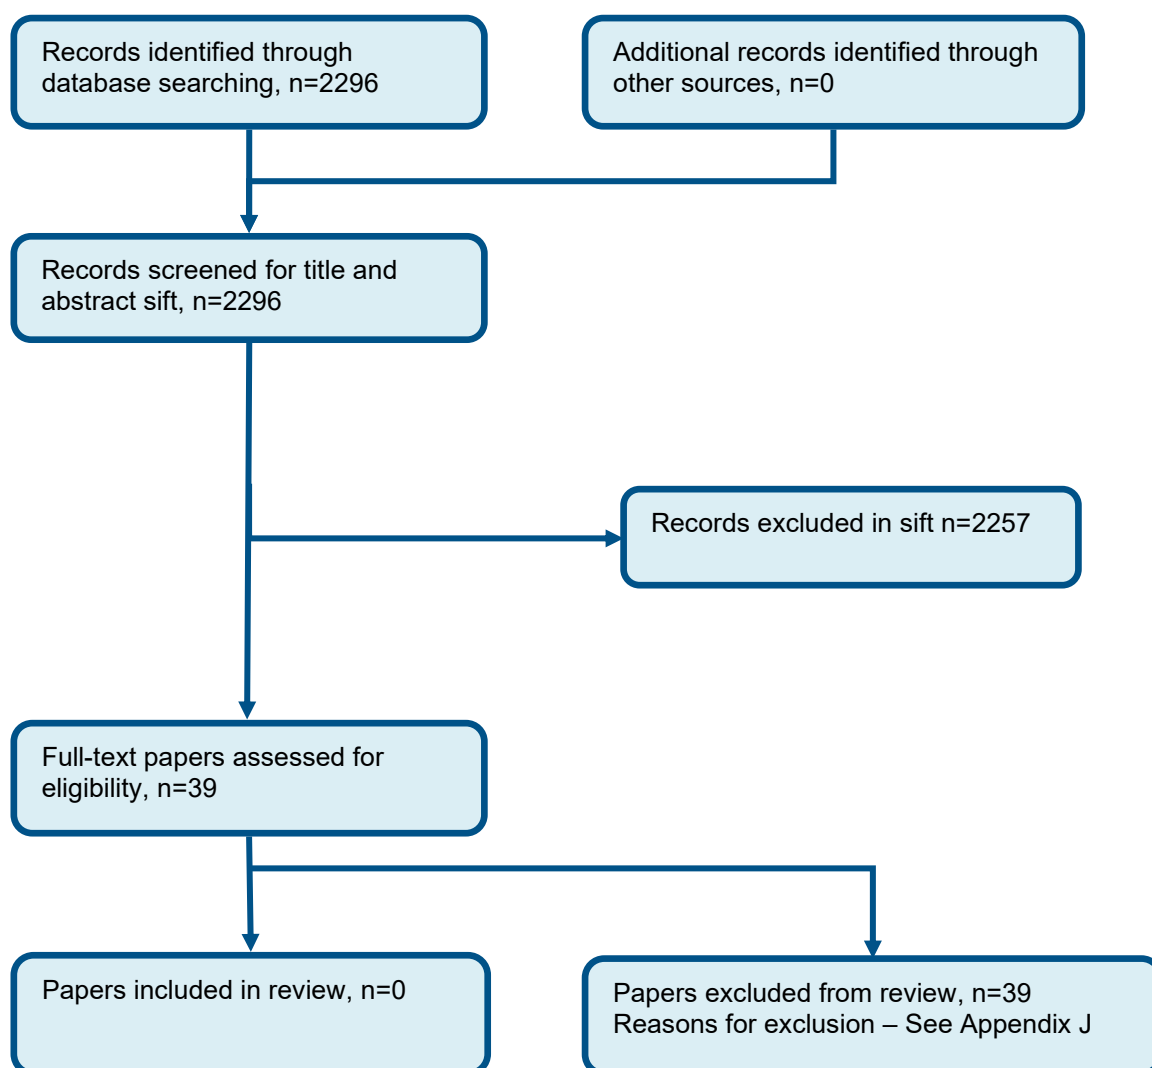 Records identified through
database searching, n=2296
Additional records identified through
other sources, n=0
Records screened for title and
abstract sift, n=2296
Records excluded in sift n=2257
Full-text papers assessed for
eligibility, n=39
Papers included in review, n=0
Papers excluded from review, n=39
Reasons for exclusion – See Appendix J